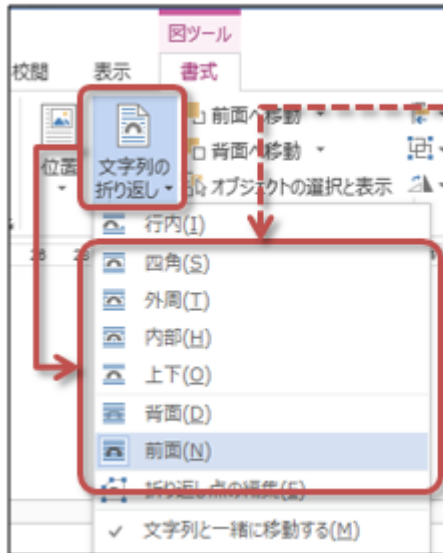 図ツール
校閲 表示 書式
位置
文字列の
折り返し
前面へ移動
背面へ移動
オブジェクトの選択と表示
行内(I)
四角(S)
外周(T)
内部(H)
上下(O)
背面(D)
前面(N)
折り返し点の編集(E)
文字列と一緒に移動する(M)